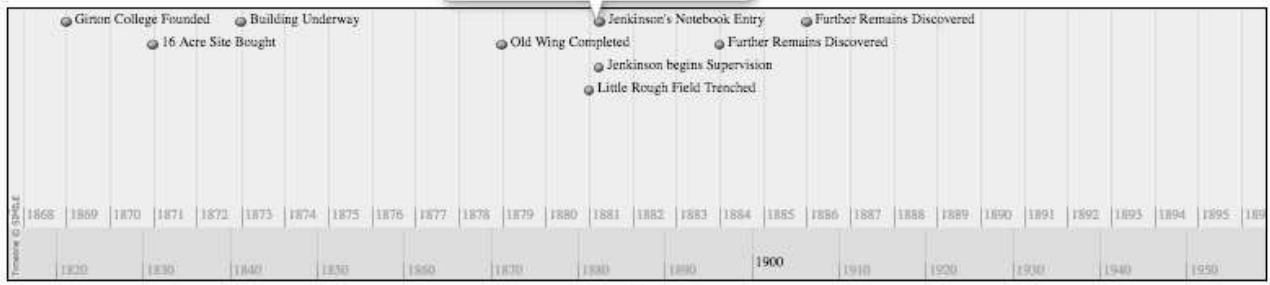 Girton College Founded Building Underway Jenkinson's Notebook Entry Further Remains Discovered
16 Acre Site Bought Old Wing Completed Further Remains Discovered
Jenkinson begins Supervision
Little Rough Field Trenched
1868 1869 1870 1871 1872 1873 1874 1875 1876 1877 1878 1879 1880 1881 1882 1883 1884 1885 1886 1887 1888 1889 1890 1891 1892 1893 1894 1895 189
1820 1830 1840 1850 1860 1870 1880 1890 1900 1910 1920 1930 1940 1950
Timeline © SIMILE